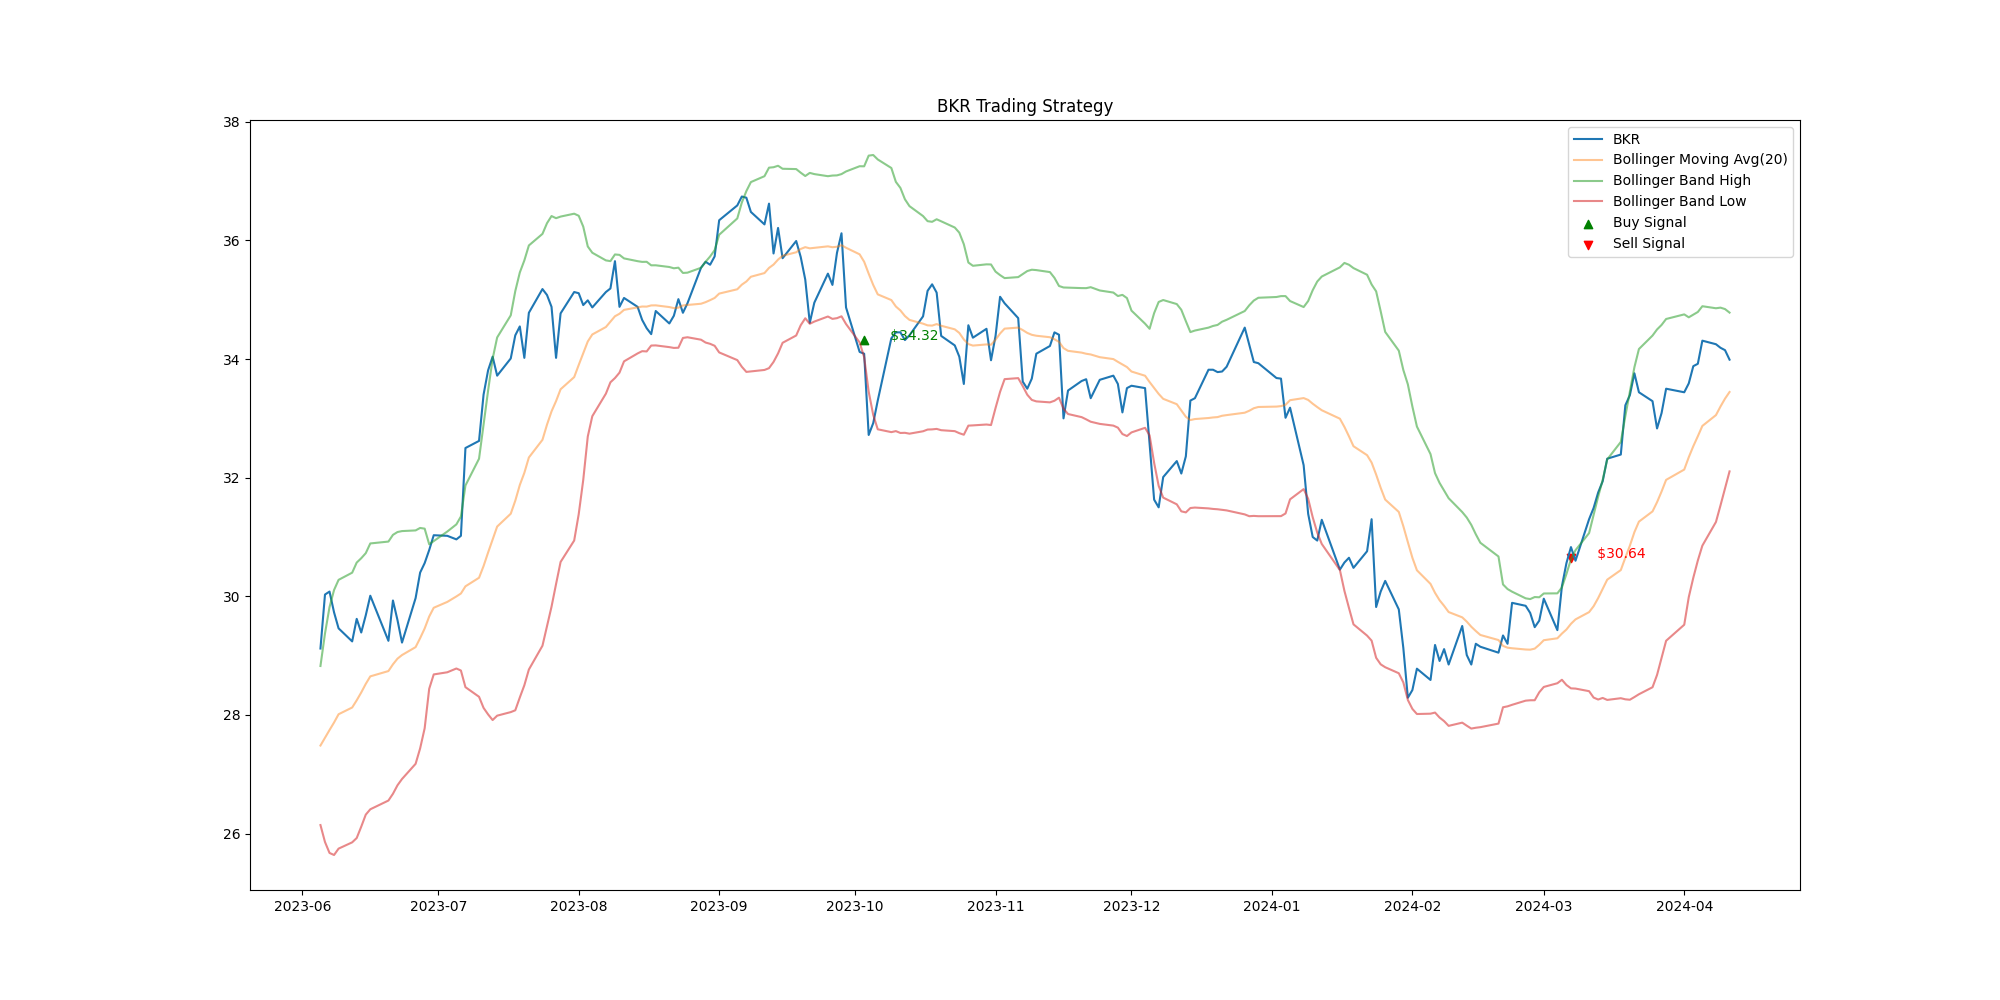 BKR Trading Strategy
38
36
34
32
30
28
26
BKR
Bollinger Moving Avg(20)
Bollinger Band High
Bollinger Band Low
Buy Signal
Sell Signal
$34.32
$30.64
2023-06 2023-07 2023-08 2023-09 2023-10 2023-11 2023-12 2024-01 2024-02 2024-03 2024-04